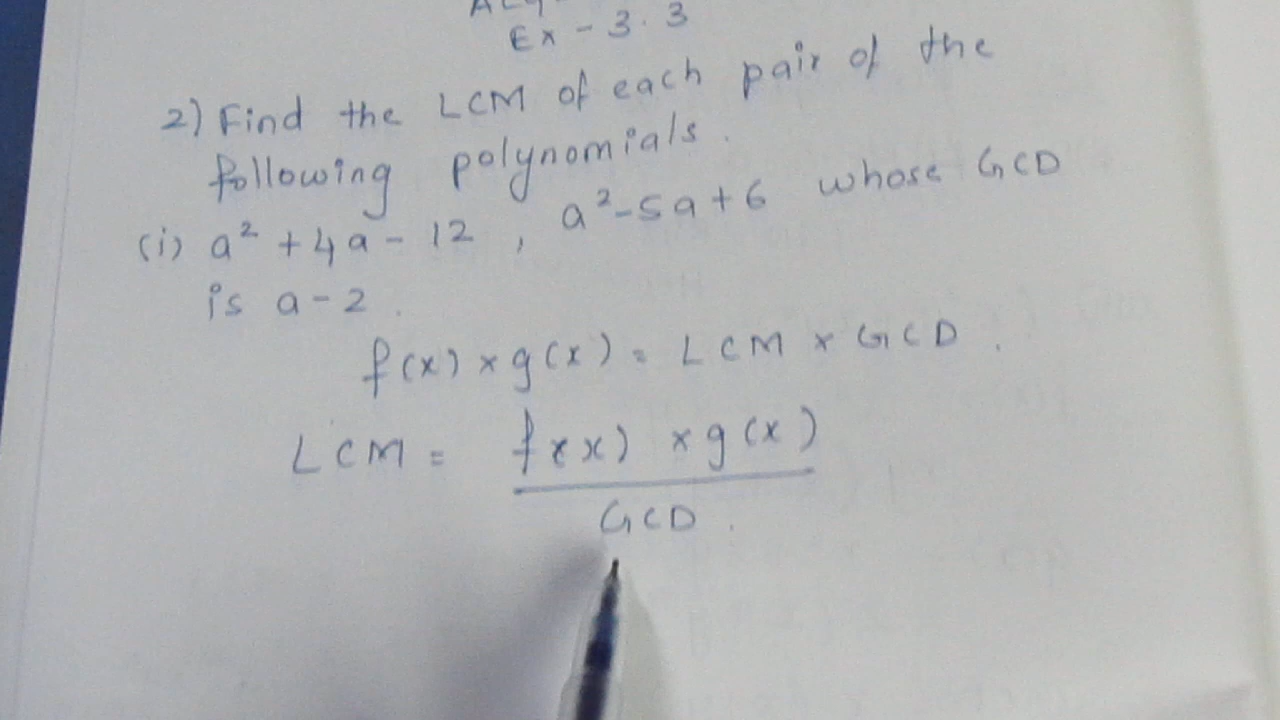 Ex - 3.3
2) Find the LCM of each pair of the
following polynomials.
(i) a² + 4a - 12 , a² - 5a + 6 whose GCD
is a - 2.
f(x) × g(x) = LCM × GCD.
LCM = f(x) × g(x)
GCD.